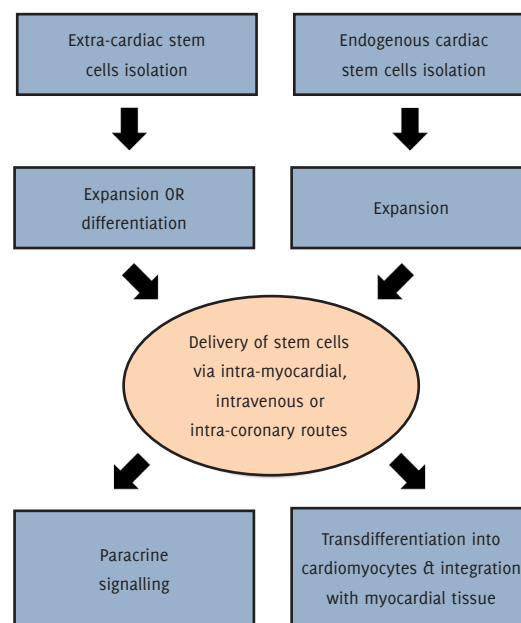 Extra-cardiac stem
cells isolation
Endogenous cardiac
stem cells isolation
Expansion OR
differentiation
Expansion
Delivery of stem cells
via intra-myocardial,
intravenous or
intra-coronary routes
Paracrine
signalling
Transdifferentiation into
cardiomyocytes & integration
with myocardial tissue